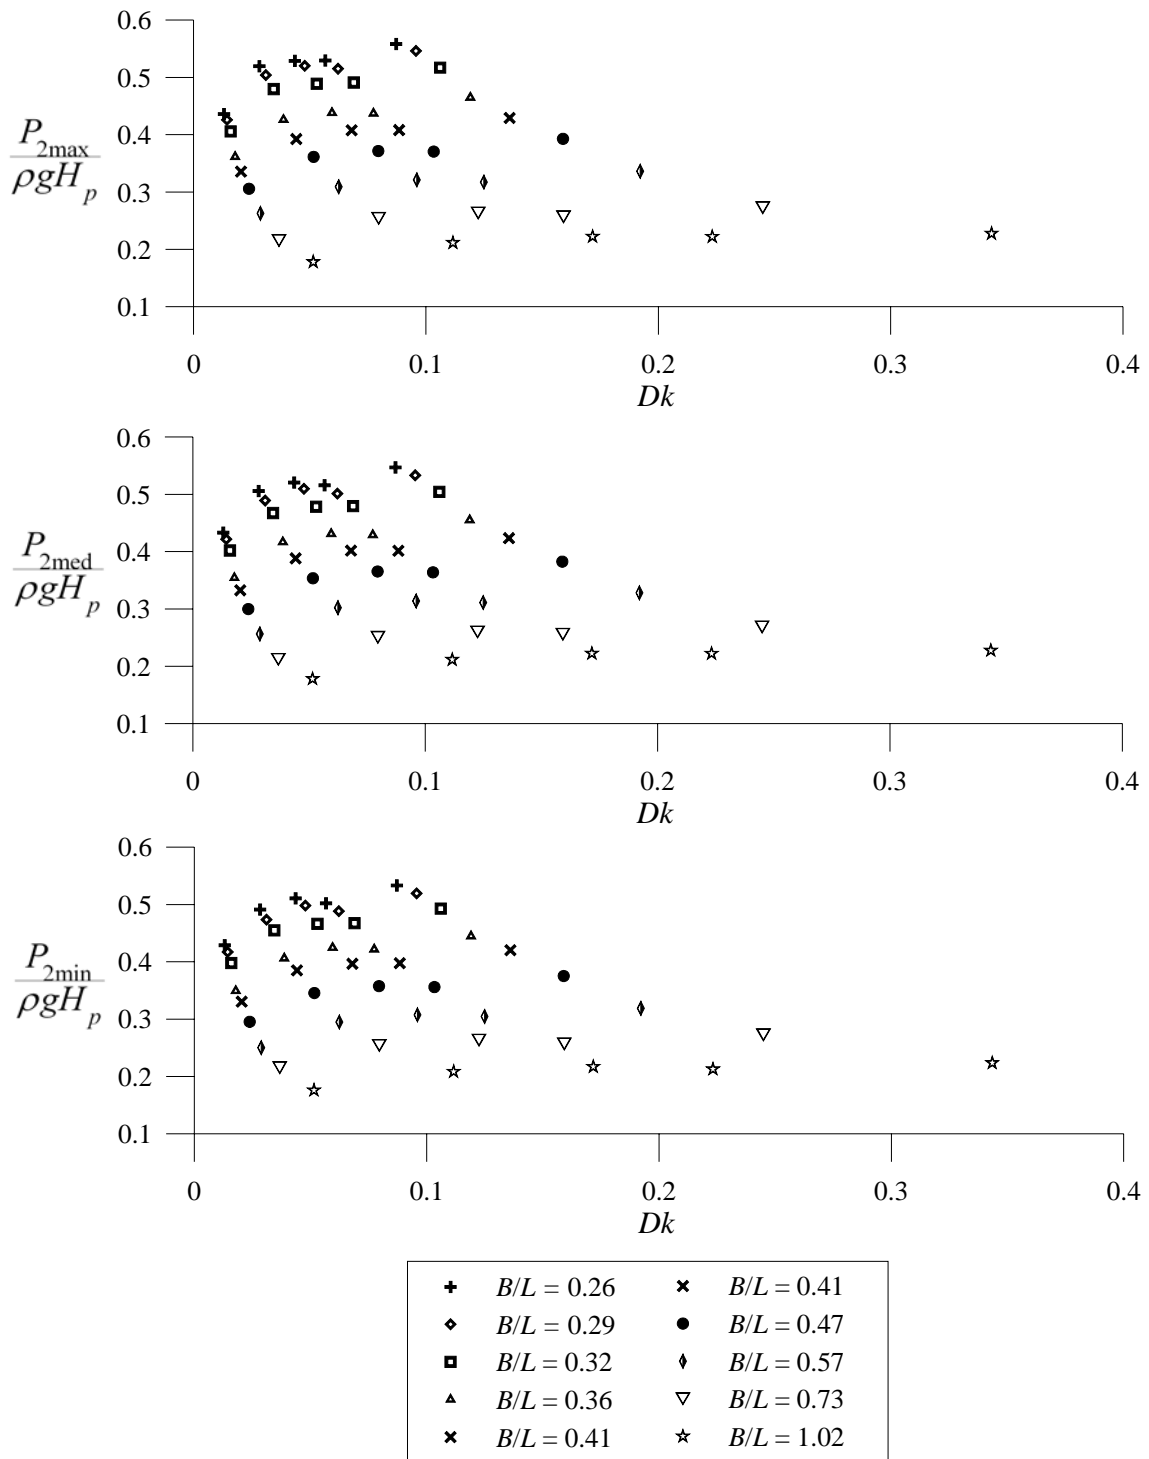 0.6
0.5
0.4
0.3
0.2
0.1
P2max
ρgHp
0 0.1 0.2 0.3 0.4
Dk
0.6
0.5
0.4
0.3
0.2
0.1
P2med
ρgHp
0 0.1 0.2 0.3 0.4
Dk
0.6
0.5
0.4
0.3
0.2
0.1
P2min
ρgHp
0 0.1 0.2 0.3 0.4
Dk
B/L = 0.26 B/L = 0.41
B/L = 0.29 B/L = 0.47
B/L = 0.32 B/L = 0.57
B/L = 0.36 B/L = 0.73
B/L = 0.41 B/L = 1.02